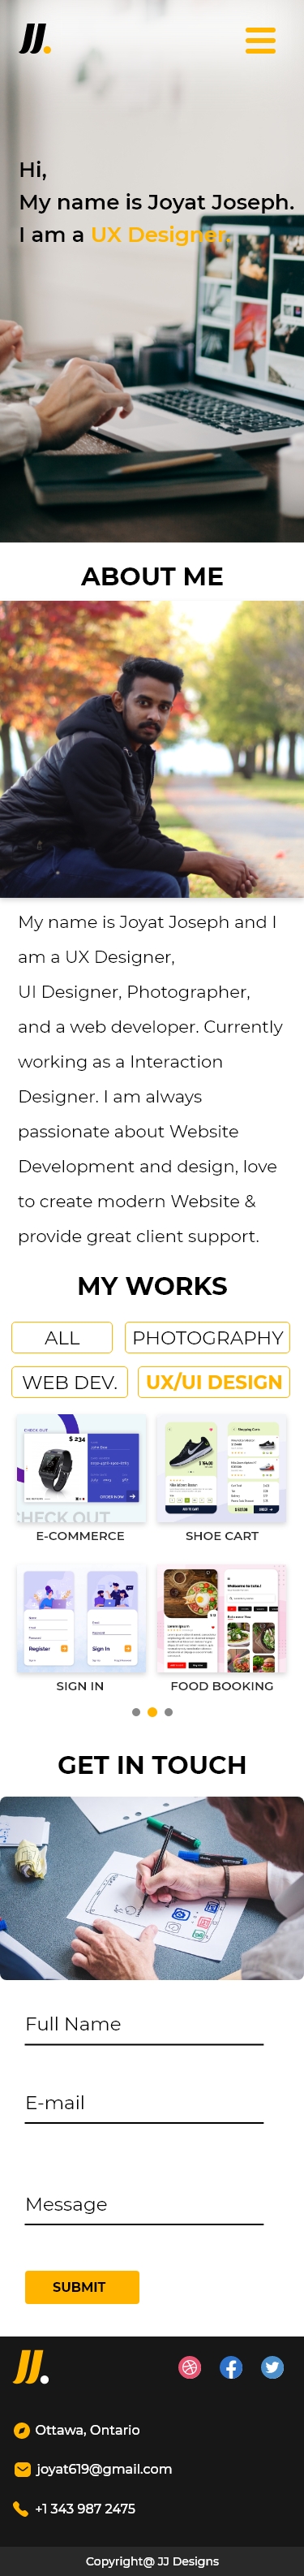 JJ.
Hi,
My name is Joyat Joseph.
I am a UX Designer.
ABOUT ME
My name is Joyat Joseph and I
am a UX Designer,
UI Designer, Photographer,
and a web developer. Currently
working as a Interaction
Designer. I am always
passionate about Website
Development and design, love
to create modern Website &
provide great client support.
MY WORKS
ALL
PHOTOGRAPHY
WEB DEV.
UX/UI DESIGN
$ 234
CHECK OUT
E-COMMERCE
SHOE CART
Register
Sign In
SIGN IN
FOOD BOOKING
GET IN TOUCH
Full Name
E-mail
Message
SUBMIT
JJ.
Ottawa, Ontario
joyat619@gmail.com
+1 343 987 2475
Copyright@ JJ Designs